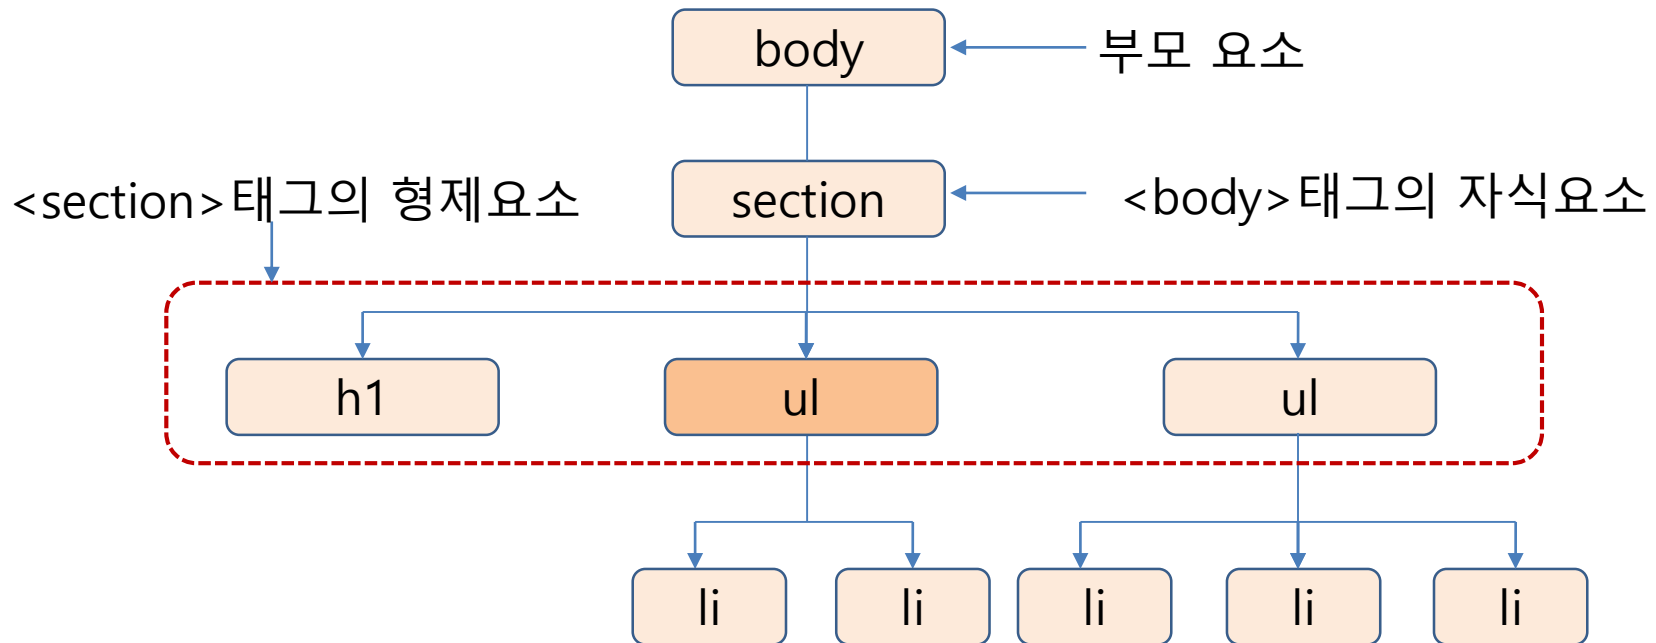 body
부모 요소
<section>태그의 형제요소
section
<body>태그의 자식요소
h1
ul
ul
li
li
li
li
li